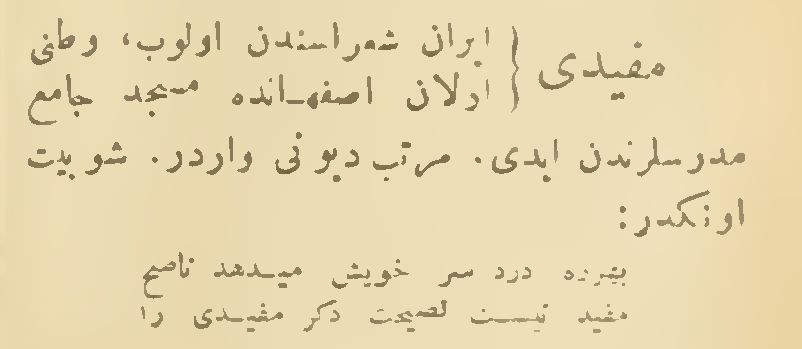 مفیدی { ایران شعراسندن اولوب، وطنی
اولان اصفهانده مسجد جامع
مدرسلرندن ایدی. مرتب دیوانی واردر. شو بیت
اونکدر:
بیهوده درد سر خویش میدهد ناصح
مفید نیست نصیحت دکر مفیدی را